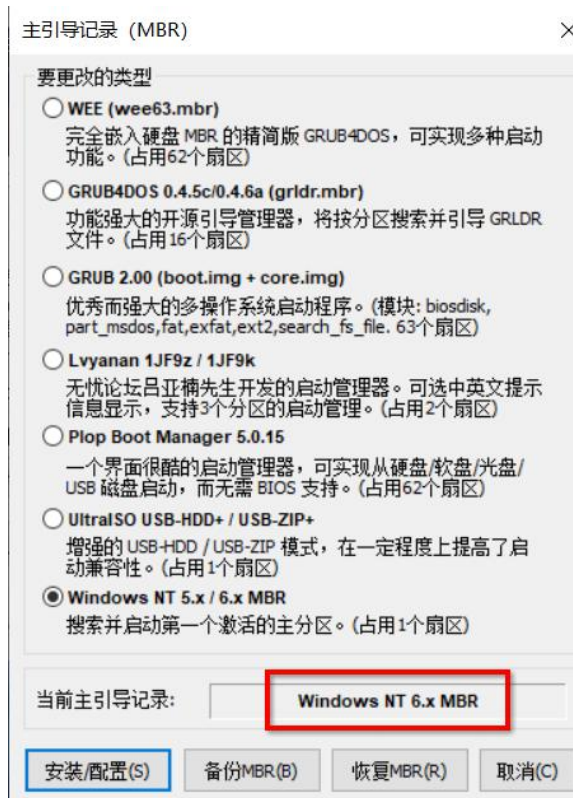 主引导记录（MBR）
要更改的类型
WEE (wee63.mbr)
完全嵌入硬盘 MBR 的精简版 GRUB4DOS，可实现多种启动
功能。(占用62个扇区)
GRUB4DOS 0.4.5c/0.4.6a (grldr.mbr)
功能强大的开源引导管理器，将按分区搜索并引导 GRLDR
文件。(占用16个扇区)
GRUB 2.00 (boot.img + core.img)
优秀而强大的多操作系统启动程序。(模块: biosdisk,
part_msdos,fat,exfat,ext2,search_fs_file. 63个扇区)
Lvyanan 1JF9z / 1JF9k
无忧论坛吕亚楠先生开发的启动管理器。可选中英文提示
信息显示，支持3个分区的启动管理。(占用2个扇区)
Plop Boot Manager 5.0.15
一个界面很酷的启动管理器，可实现从硬盘/软盘/光盘/
USB 磁盘启动，而无需 BIOS 支持。(占用62个扇区)
UltraISO USB-HDD+ / USB-ZIP+
增强的 USB-HDD / USB-ZIP 模式，在一定程度上提高了启
动兼容性。(占用1个扇区)
Windows NT 5.x / 6.x MBR
搜索并启动第一个激活的主分区。(占用1个扇区)
当前主引导记录: Windows NT 6.x MBR
安装/配置(S) 备份MBR(B) 恢复MBR(R) 取消(C)